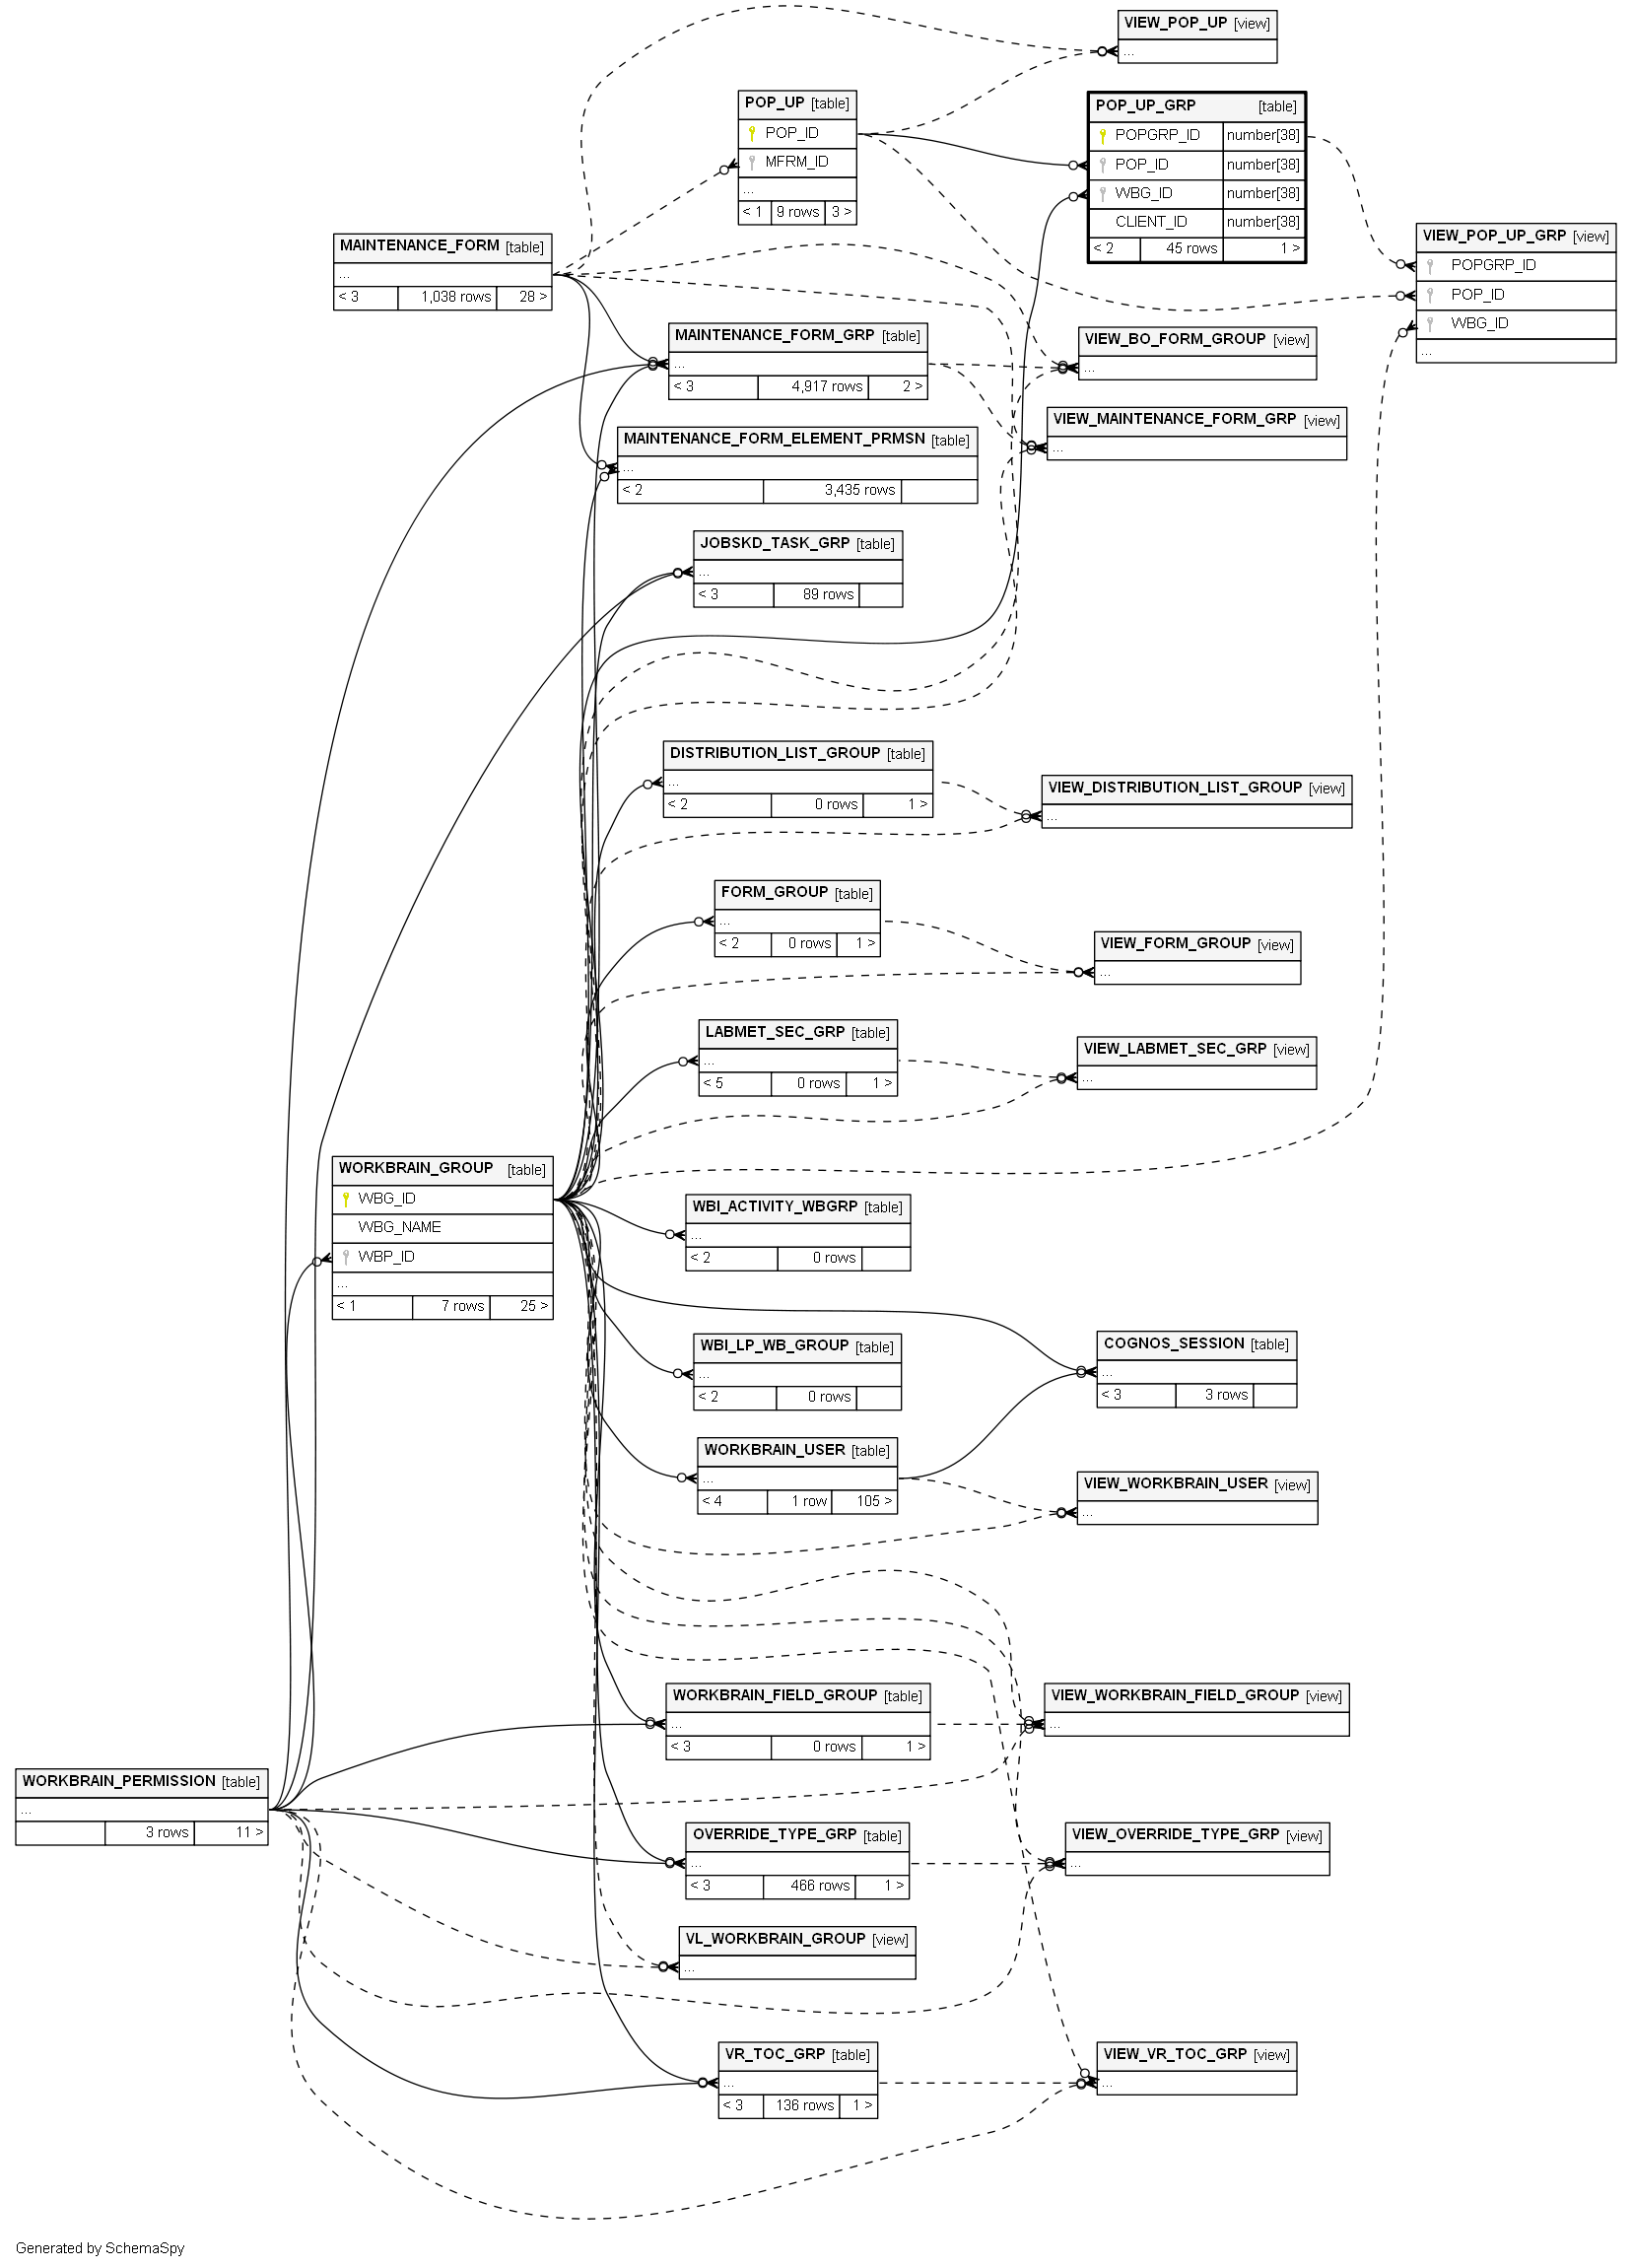 VIEW_POP_UP [view]
...
POP_UP [table]
POP_ID
MFRM_ID
...
< 1 9 rows 3 >
POP_UP_GRP [table]
POPGRP_ID number[38]
POP_ID number[38]
WBG_ID number[38]
CLIENT_ID number[38]
< 2 45 rows 1 >
VIEW_POP_UP_GRP [view]
POPGRP_ID
POP_ID
WBG_ID
...
MAINTENANCE_FORM [table]
...
< 3 1,038 rows 28 >
MAINTENANCE_FORM_GRP [table]
...
< 3 4,917 rows 2 >
VIEW_BO_FORM_GROUP [view]
...
VIEW_MAINTENANCE_FORM_GRP [view]
...
MAINTENANCE_FORM_ELEMENT_PRMSN [table]
...
< 2 3,435 rows
JOBSKD_TASK_GRP [table]
...
< 3 89 rows
DISTRIBUTION_LIST_GROUP [table]
...
< 2 0 rows 1 >
VIEW_DISTRIBUTION_LIST_GROUP [view]
...
FORM_GROUP [table]
...
< 2 0 rows 1 >
VIEW_FORM_GROUP [view]
...
LABMET_SEC_GRP [table]
...
< 5 0 rows 1 >
VIEW_LABMET_SEC_GRP [view]
...
WORKBRAIN_GROUP [table]
WBG_ID
WBG_NAME
WBP_ID
...
< 1 7 rows 25 >
WBI_ACTIVITY_WBGRP [table]
...
< 2 0 rows
WBI_LP_WB_GROUP [table]
...
< 2 0 rows
COGNOS_SESSION [table]
...
< 3 3 rows
WORKBRAIN_USER [table]
...
< 4 1 row 105 >
VIEW_WORKBRAIN_USER [view]
...
WORKBRAIN_FIELD_GROUP [table]
...
< 3 0 rows 1 >
VIEW_WORKBRAIN_FIELD_GROUP [view]
...
WORKBRAIN_PERMISSION [table]
...
3 rows 11 >
OVERRIDE_TYPE_GRP [table]
...
< 3 466 rows 1 >
VIEW_OVERRIDE_TYPE_GRP [view]
...
VL_WORKBRAIN_GROUP [view]
...
VR_TOC_GRP [table]
...
< 3 136 rows 1 >
VIEW_VR_TOC_GRP [view]
...
Generated by SchemaSpy